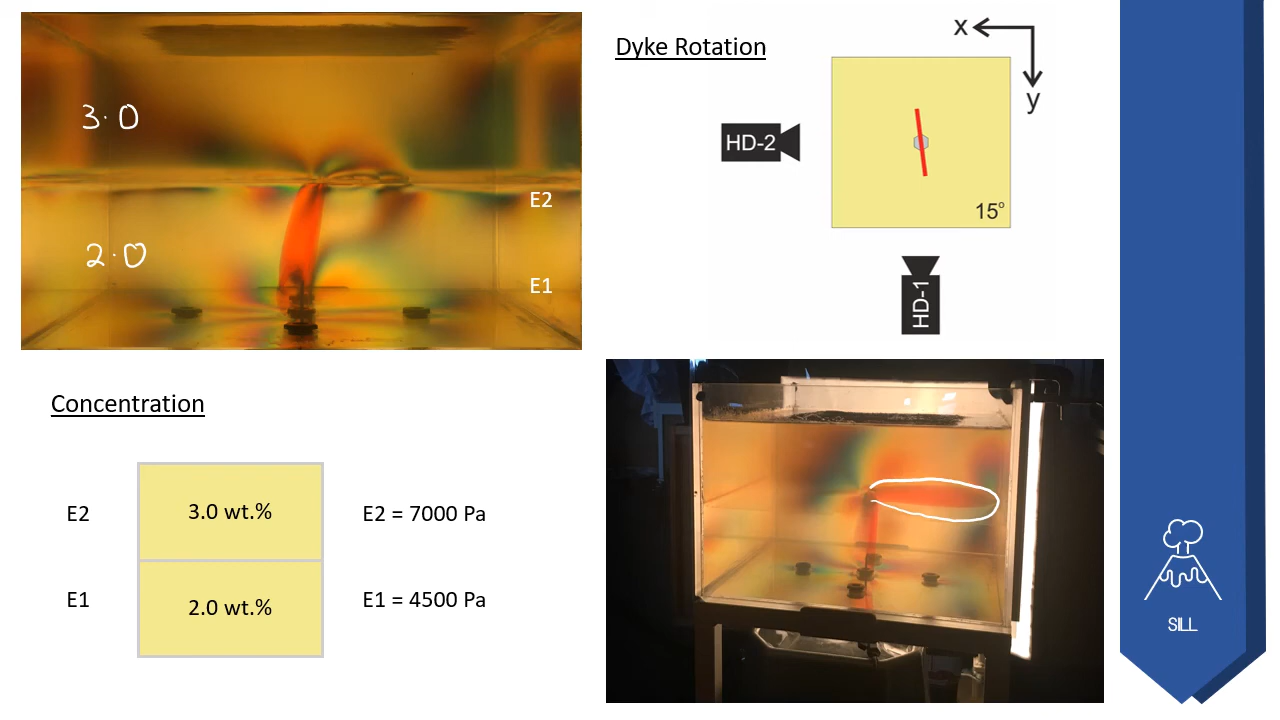 3.0
E2
2.0
E1
Dyke Rotation
x
y
HD-2
15°
HD-1
Concentration
E2
3.0 wt.%
E2 = 7000 Pa
E1
2.0 wt.%
E1 = 4500 Pa
SILL